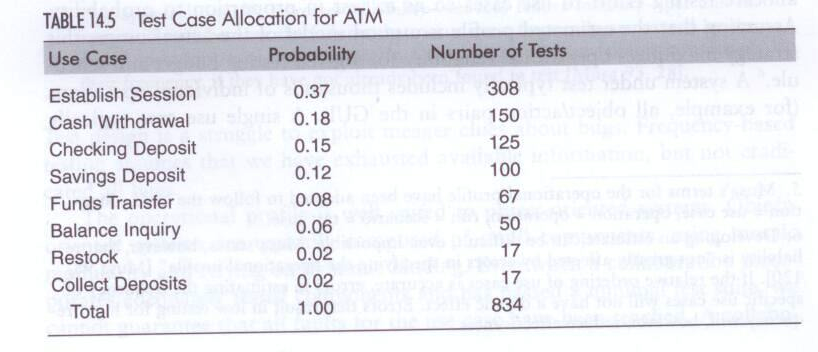 TABLE 14.5 Test Case Allocation for ATM
Use Case Probability Number of Tests
Establish Session 0.37 308
Cash Withdrawal 0.18 150
Checking Deposit 0.15 125
Savings Deposit 0.12 100
Funds Transfer 0.08 67
Balance Inquiry 0.06 50
Restock 0.02 17
Collect Deposits 0.02 17
Total 1.00 834